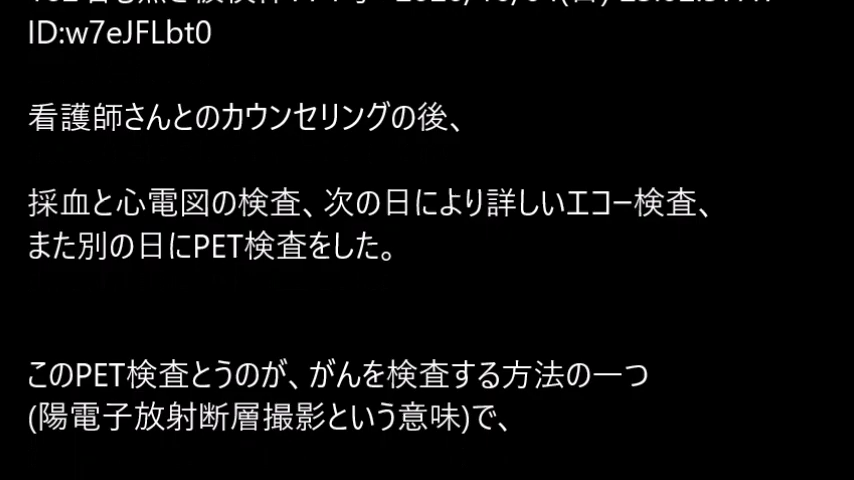 ID:w7eJFLbt0
看護師さんとのカウンセリングの後、
採血と心電図の検査、次の日により詳しいエコー検査、
また別の日にPET検査をした。
このPET検査とうのが、がんを検査する方法の一つ
(陽電子放射断層撮影という意味)で、